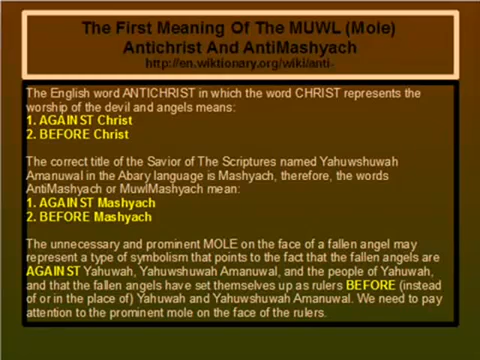 The First Meaning Of The MUWL (Mole)
Antichrist And AntiMashyach
http://en.wiktionary.org/wiki/anti-
The English word ANTICHRIST in which the word CHRIST represents the
worship of the devil and angels means:
1. AGAINST Christ
2. BEFORE Christ
The correct title of the Savior of The Scriptures named Yahuwshuwah
Amanuwal in the Abary language is Mashyach, therefore, the words
AntiMashyach or MuwlMashyach mean:
1. AGAINST Mashyach
2. BEFORE Mashyach
The unnecessary and prominent MOLE on the face of a fallen angel may
represent a type of symbolism that points to the fact that the fallen angels are
AGAINST Yahuwah, Yahuwshuwah Amanuwal, and the people of Yahuwah,
and that the fallen angels have set themselves up as rulers BEFORE (instead
of or in the place of) Yahuwah and Yahuwshuwah Amanuwal. We need to pay
attention to the prominent mole on the face of the rulers.